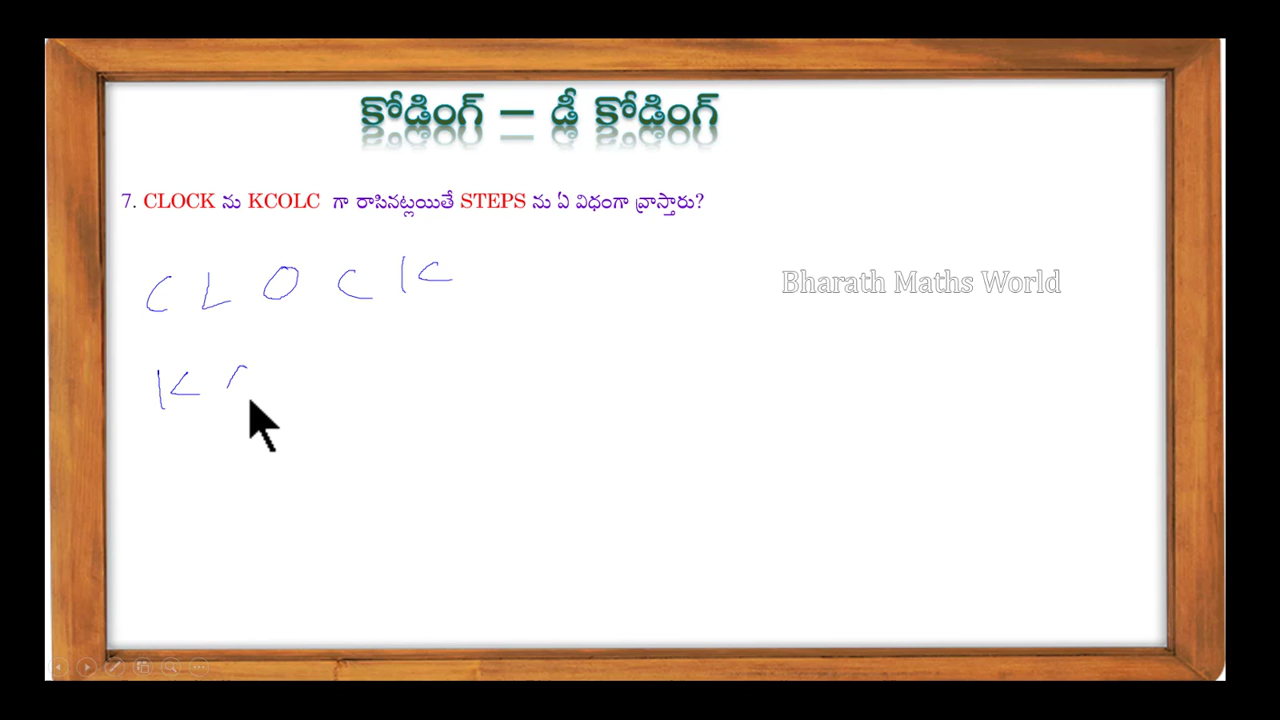 కోడింగ్ – డీ కోడింగ్
7. CLOCK ను KCOLC గా రాసినట్లయితే STEPS ను ఏ విధంగా వ్రాస్తారు?
C L O C K
Bharath Maths World
K C